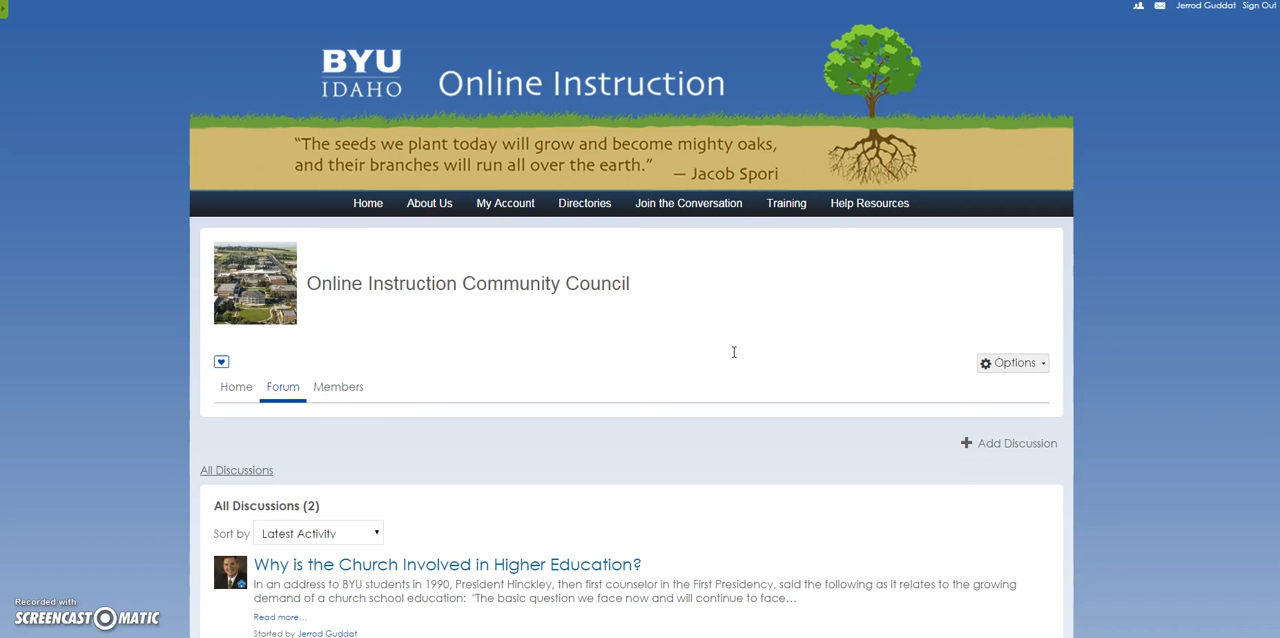 Jerrod Guddat Sign Out
BYU
IDAHO
Online Instruction
“The seeds we plant today will grow and become mighty oaks,
and their branches will run all over the earth.”
— Jacob Spori
Home About Us My Account Directories Join the Conversation Training Help Resources
Online Instruction Community Council
Options
Home Forum Members
Add Discussion
All Discussions
All Discussions (2)
Sort by Latest Activity
Why is the Church Involved in Higher Education?
In an address to BYU students in 1990, President Hinckley, then first counselor in the First Presidency, said the following as it relates to the growing
demand of a church school education: "The basic question we face now and will continue to face…
Read more…
Started by Jerrod Guddat
Recorded with
SCREENCAST-O-MATIC